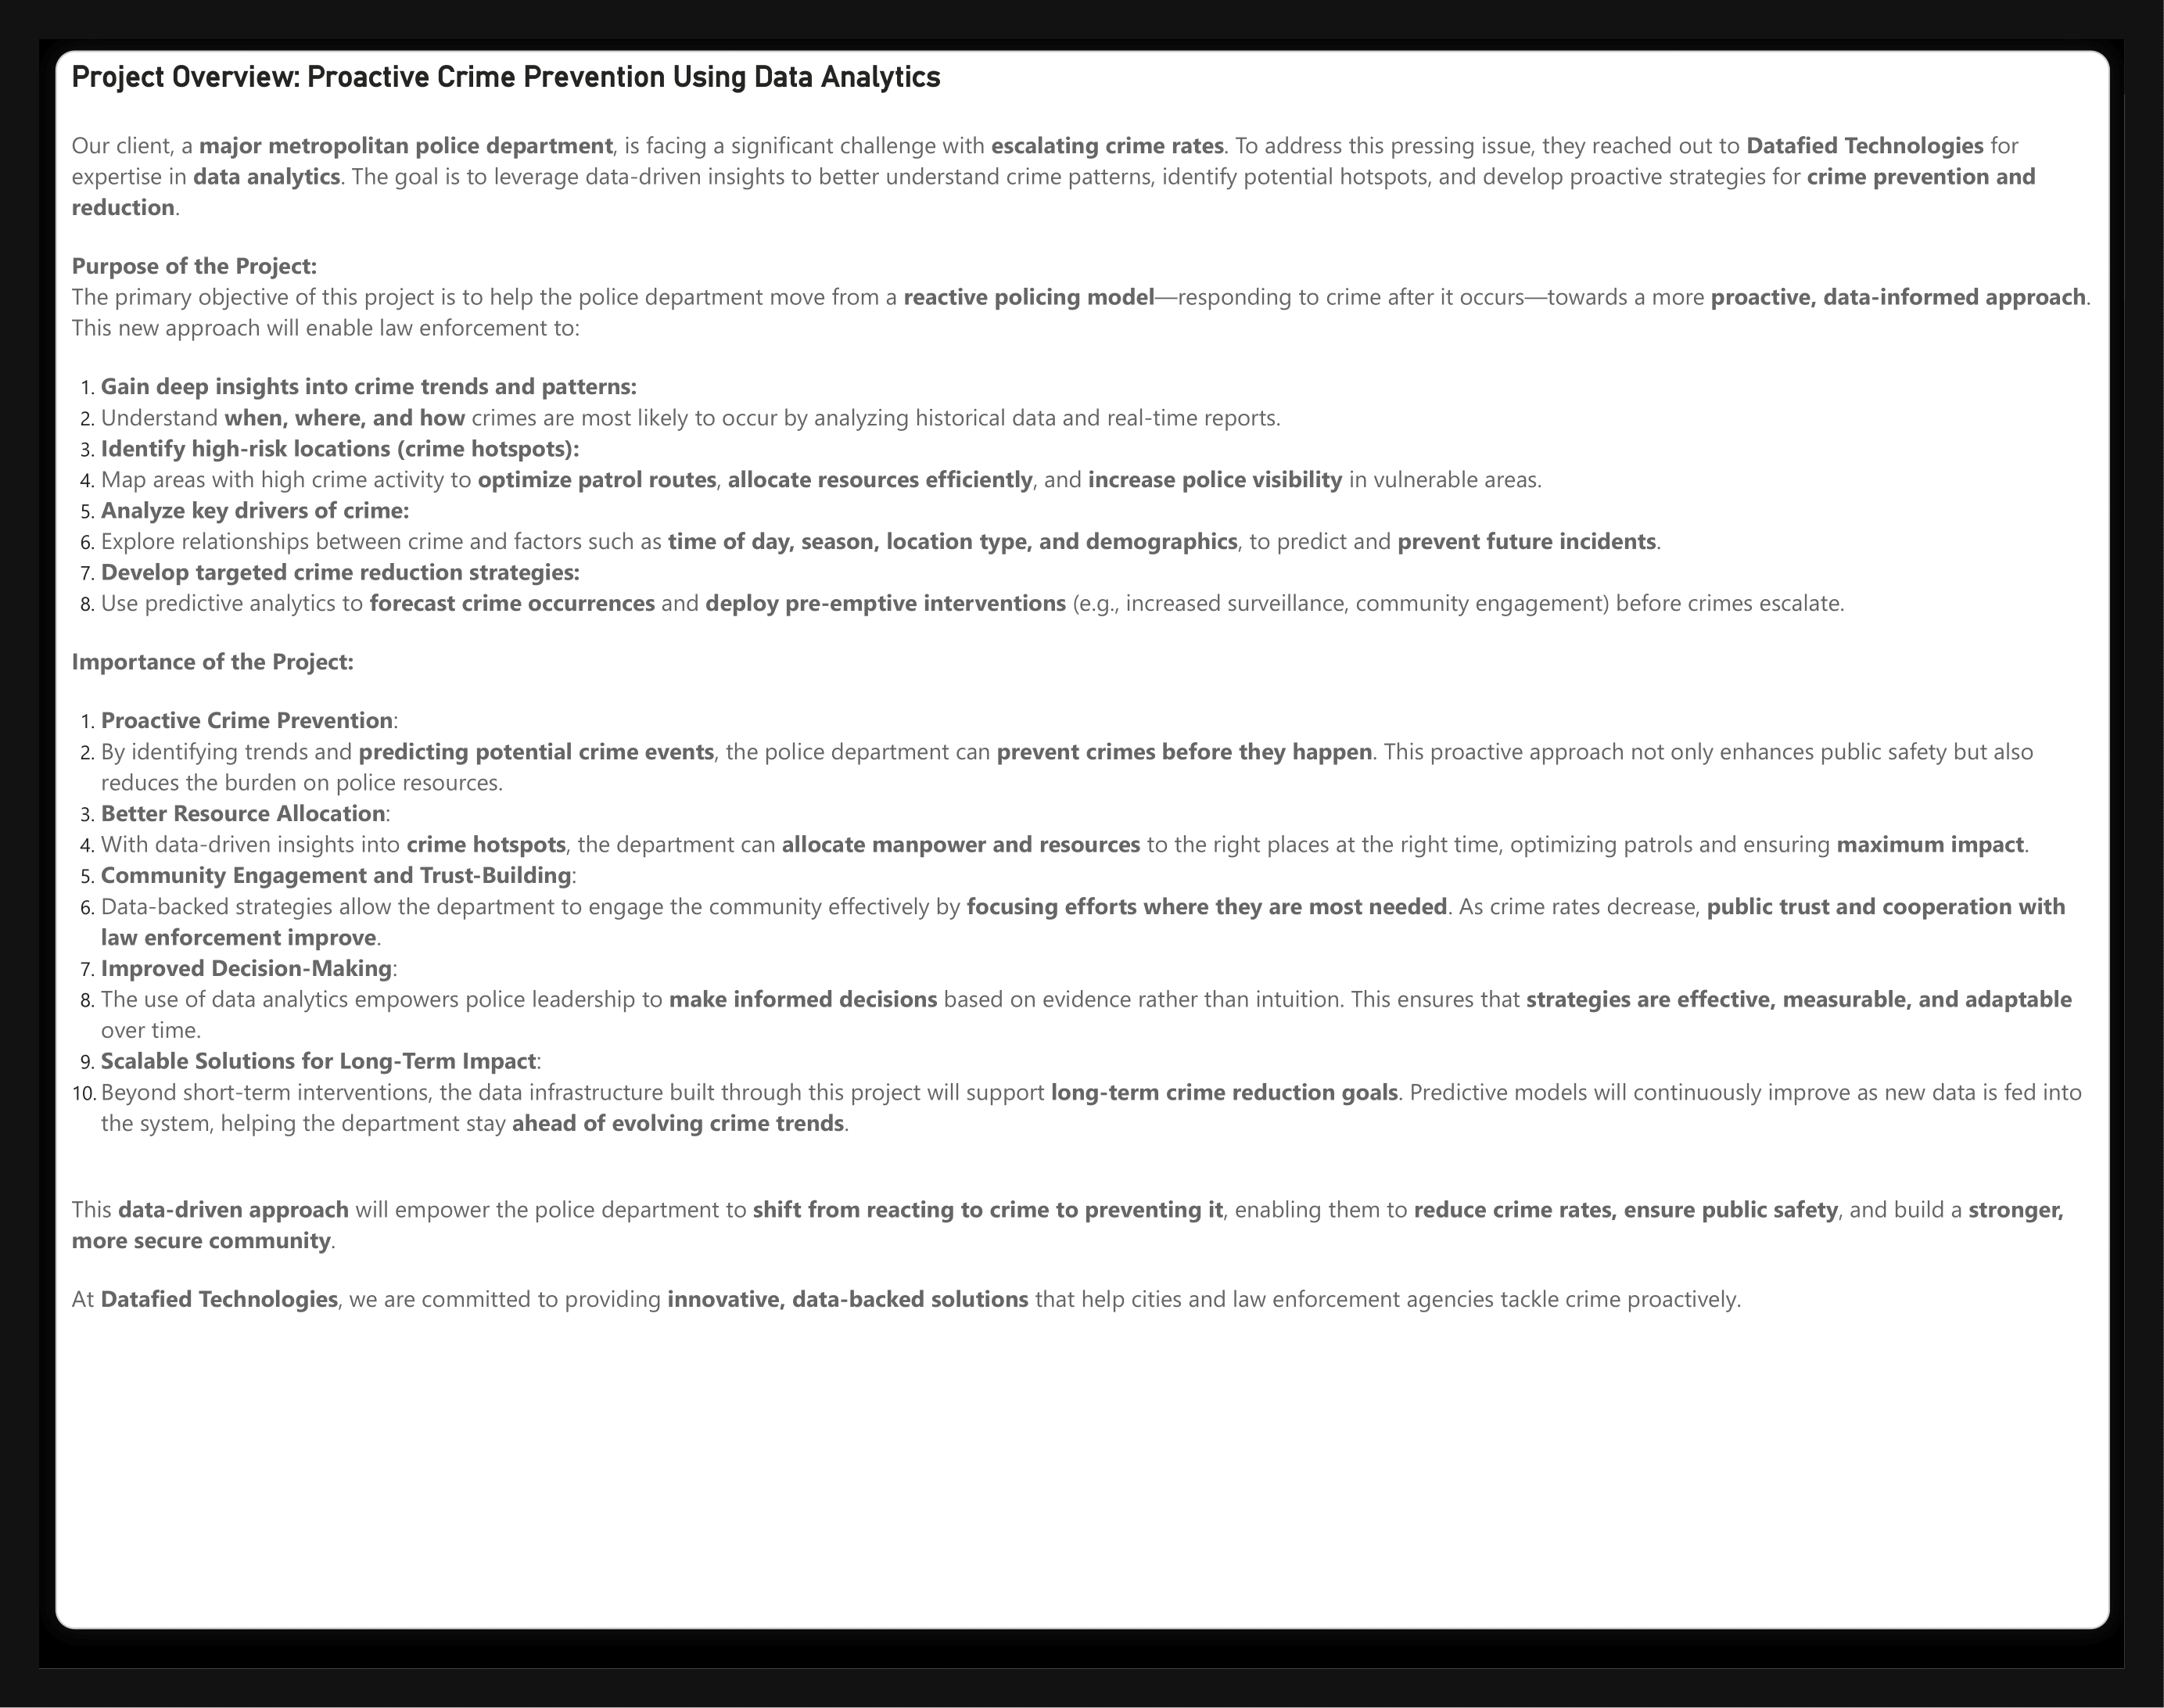 Project Overview: Proactive Crime Prevention Using Data Analytics
Our client, a major metropolitan police department, is facing a significant challenge with escalating crime rates. To address this pressing issue, they reached out to Datafied Technologies for
expertise in data analytics. The goal is to leverage data-driven insights to better understand crime patterns, identify potential hotspots, and develop proactive strategies for crime prevention and
reduction.
Purpose of the Project:
The primary objective of this project is to help the police department move from a reactive policing model—responding to crime after it occurs—towards a more proactive, data-informed approach.
This new approach will enable law enforcement to:
1. Gain deep insights into crime trends and patterns:
2. Understand when, where, and how crimes are most likely to occur by analyzing historical data and real-time reports.
3. Identify high-risk locations (crime hotspots):
4. Map areas with high crime activity to optimize patrol routes, allocate resources efficiently, and increase police visibility in vulnerable areas.
5. Analyze key drivers of crime:
6. Explore relationships between crime and factors such as time of day, season, location type, and demographics, to predict and prevent future incidents.
7. Develop targeted crime reduction strategies:
8. Use predictive analytics to forecast crime occurrences and deploy pre-emptive interventions (e.g., increased surveillance, community engagement) before crimes escalate.
Importance of the Project:
1. Proactive Crime Prevention:
2. By identifying trends and predicting potential crime events, the police department can prevent crimes before they happen. This proactive approach not only enhances public safety but also
reduces the burden on police resources.
3. Better Resource Allocation:
4. With data-driven insights into crime hotspots, the department can allocate manpower and resources to the right places at the right time, optimizing patrols and ensuring maximum impact.
5. Community Engagement and Trust-Building:
6. Data-backed strategies allow the department to engage the community effectively by focusing efforts where they are most needed. As crime rates decrease, public trust and cooperation with
law enforcement improve.
7. Improved Decision-Making:
8. The use of data analytics empowers police leadership to make informed decisions based on evidence rather than intuition. This ensures that strategies are effective, measurable, and adaptable
over time.
9. Scalable Solutions for Long-Term Impact:
10. Beyond short-term interventions, the data infrastructure built through this project will support long-term crime reduction goals. Predictive models will continuously improve as new data is fed into
the system, helping the department stay ahead of evolving crime trends.
This data-driven approach will empower the police department to shift from reacting to crime to preventing it, enabling them to reduce crime rates, ensure public safety, and build a stronger,
more secure community.
At Datafied Technologies, we are committed to providing innovative, data-backed solutions that help cities and law enforcement agencies tackle crime proactively.